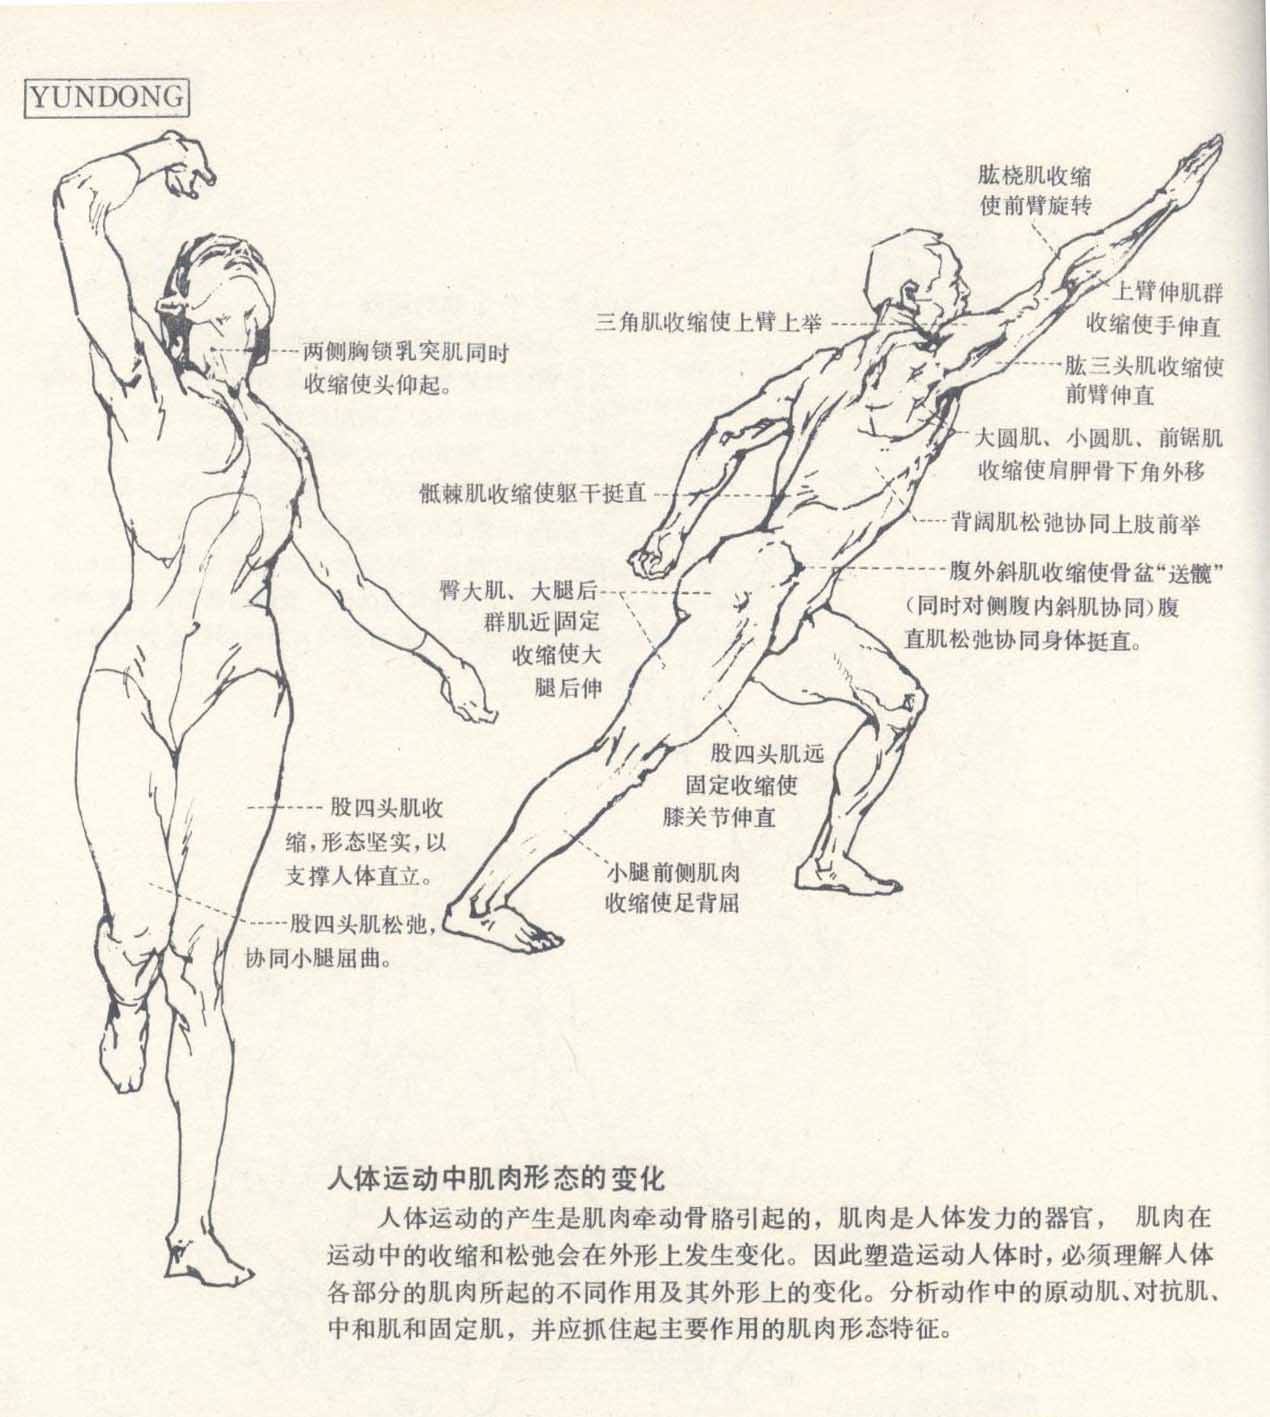 YUNDONG
两侧胸锁乳突肌同时
收缩使头仰起。
股四头肌收
缩，形态坚实，以
支撑人体直立。
股四头肌松弛，
协同小腿屈曲。
肱桡肌收缩
使前臂旋转
上臂伸肌群
收缩使手伸直
三角肌收缩使上臂上举
肱三头肌收缩使
前臂伸直
大圆肌、小圆肌、前锯肌
收缩使肩胛骨下角外移
骶棘肌收缩使躯干挺直
背阔肌松弛协同上肢前举
腹外斜肌收缩使骨盆“送髋”
（同时对侧腹内斜肌协同）腹
直肌松弛协同身体挺直。
臀大肌、大腿后
群肌近固定
收缩使大
腿后伸
股四头肌远
固定收缩使
膝关节伸直
小腿前侧肌肉
收缩使足背屈
人体运动中肌肉形态的变化
人体运动的产生是肌肉牵动骨骼引起的，肌肉是人体发力的器官， 肌肉在
运动中的收缩和松弛会在外形上发生变化。因此塑造运动人体时，必须理解人体
各部分的肌肉所起的不同作用及其外形上的变化。分析动作中的原动肌、对抗肌、
中和肌和固定肌，并应抓住起主要作用的肌肉形态特征。